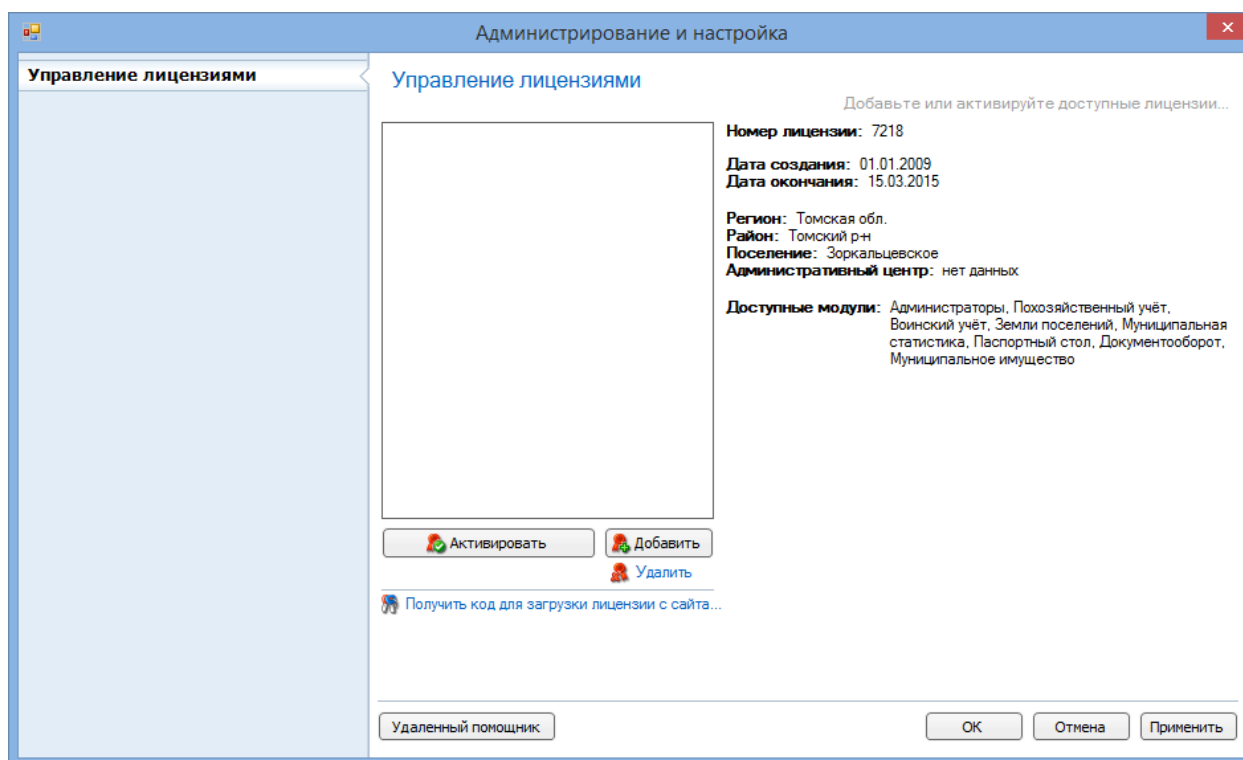 Администрирование и настройка
Управление лицензиями
Управление лицензиями
Добавьте или активируйте доступные лицензии...
Номер лицензии: 7218
Дата создания: 01.01.2009
Дата окончания: 15.03.2015
Регион: Томская обл.
Район: Томский р-н
Поселение: Зоркальцевское
Административный центр: нет данных
Доступные модули: Администраторы, Похозяйственный учёт,
Воинский учёт, Земли поселений, Муниципальная
статистика, Паспортный стол, Документооборот,
Муниципальное имущество
Активировать
Добавить
Удалить
Получить код для загрузки лицензии с сайта...
Удаленный помощник
ОК
Отмена
Применить